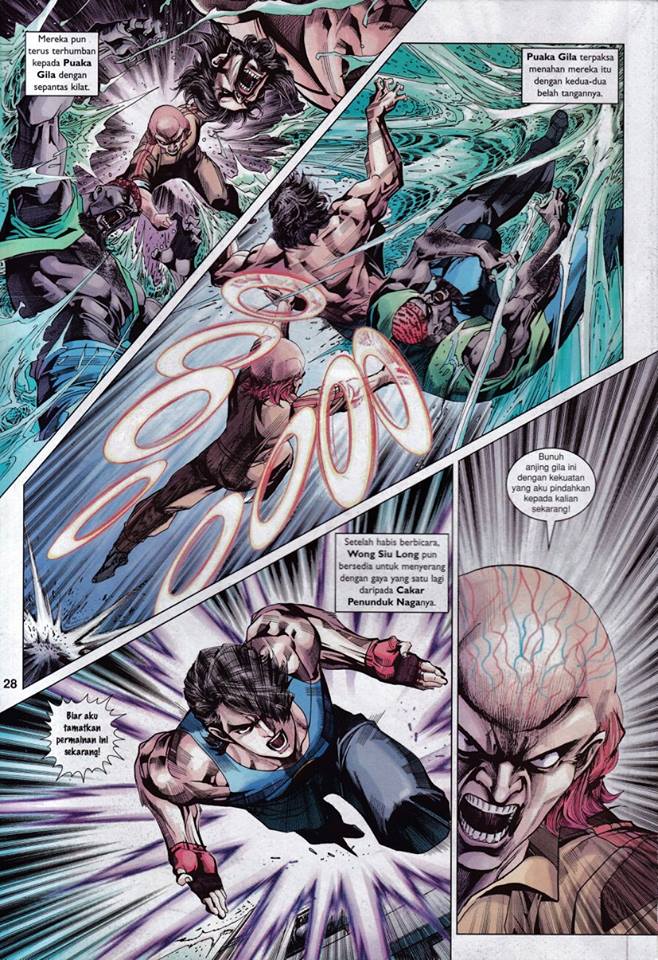 Mereka pun
terus terhumban
kepada Puaka
Gila dengan
sepantas kilat.
Puaka Gila terpaksa
menahan mereka itu
dengan kedua-dua
belah tangannya.
Bunuh
anjing gila ini
dengan kekuatan
yang aku pindahkan
kepada kalian
sekarang!
Setelah habis berbicara,
Wong Siu Long pun
bersedia untuk menyerang
dengan gaya yang satu lagi
daripada Cakar
Penunduk Naganya.
Biar aku
tamatkan
permainan ini
sekarang!
28